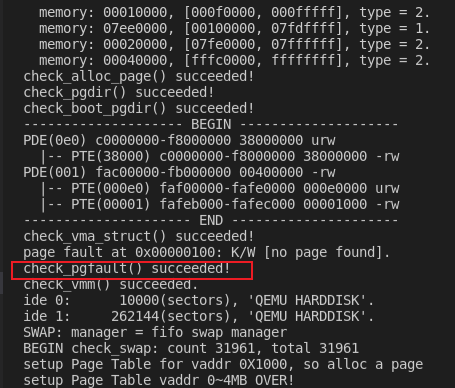 memory: 00010000, [000f0000, 000fffff], type = 2.
memory: 07ee0000, [00100000, 07fdffff], type = 1.
memory: 00020000, [07fe0000, 07ffffff], type = 2.
memory: 00040000, [fffc0000, ffffffff], type = 2.
check_alloc_page() succeeded!
check_pgdir() succeeded!
check_boot_pgdir() succeeded!
-------------------- BEGIN --------------------
PDE(0e0) c0000000-f8000000 38000000 urw
|-- PTE(38000) c0000000-f8000000 38000000 -rw
PDE(001) fac00000-fb000000 00400000 -rw
|-- PTE(000e0) faf00000-fafe0000 000e0000 urw
|-- PTE(00001) fafeb000-fafec000 00001000 -rw
--------------------- END ---------------------
check_vma_struct() succeeded!
page fault at 0x00000100: K/W [no page found].
check_pgfault() succeeded!
check_vmm() succeeded.
ide 0: 10000(sectors), 'QEMU HARDDISK'.
ide 1: 262144(sectors), 'QEMU HARDDISK'.
SWAP: manager = fifo swap manager
BEGIN check_swap: count 31961, total 31961
setup Page Table for vaddr 0X1000, so alloc a page
setup Page Table vaddr 0~4MB OVER!